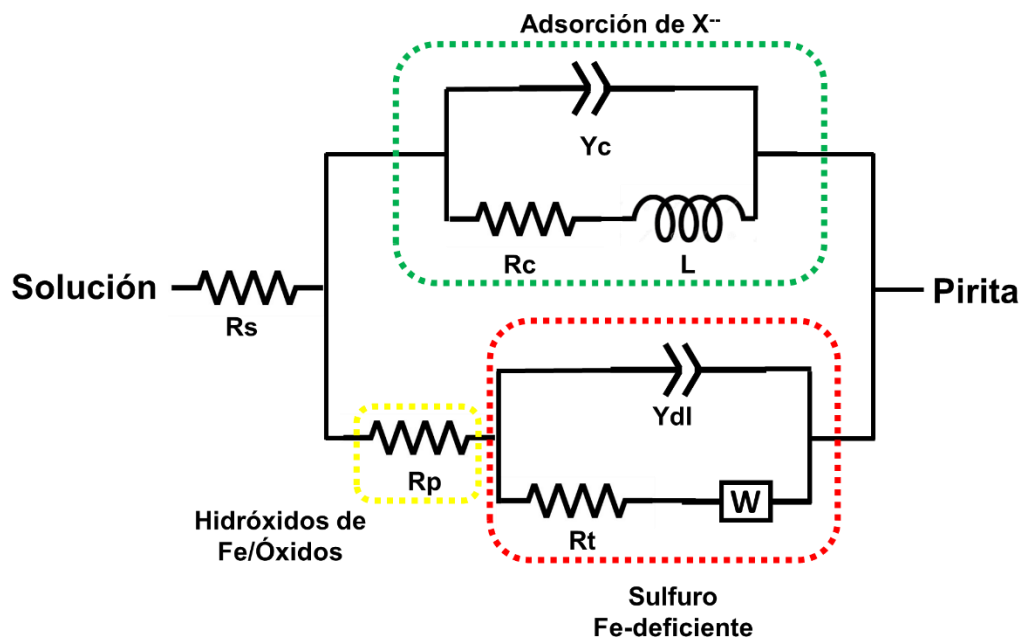 Adsorción de X⁻⁻
Yc
Rc
L
Solución
Rs
Pirita
Ydl
Rp
Rt
W
Hidróxidos de
Fe/Óxidos
Sulfuro
Fe-deficiente